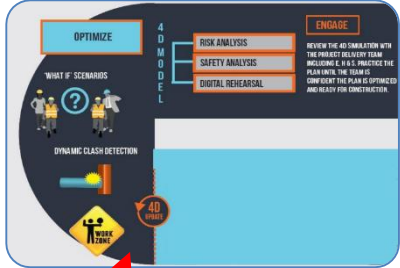 OPTIMIZE
'WHAT IF' SCENARIOS
?
DYNAMIC CLASH DETECTION
WORK
ZONE
4D
UPDATE
4
D
M
O
D
E
L
RISK ANALYSIS
SAFETY ANALYSIS
DIGITAL REHEARSAL
ENGAGE
REVIEW THE 4D SIMULATION WITH
THE PROJECT DELIVERY TEAM
INCLUDING E, H & S. PRACTICE THE
PLAN UNTIL THE TEAM IS
CONFIDENT THE PLAN IS OPTIMIZED
AND READY FOR CONSTRUCTION.